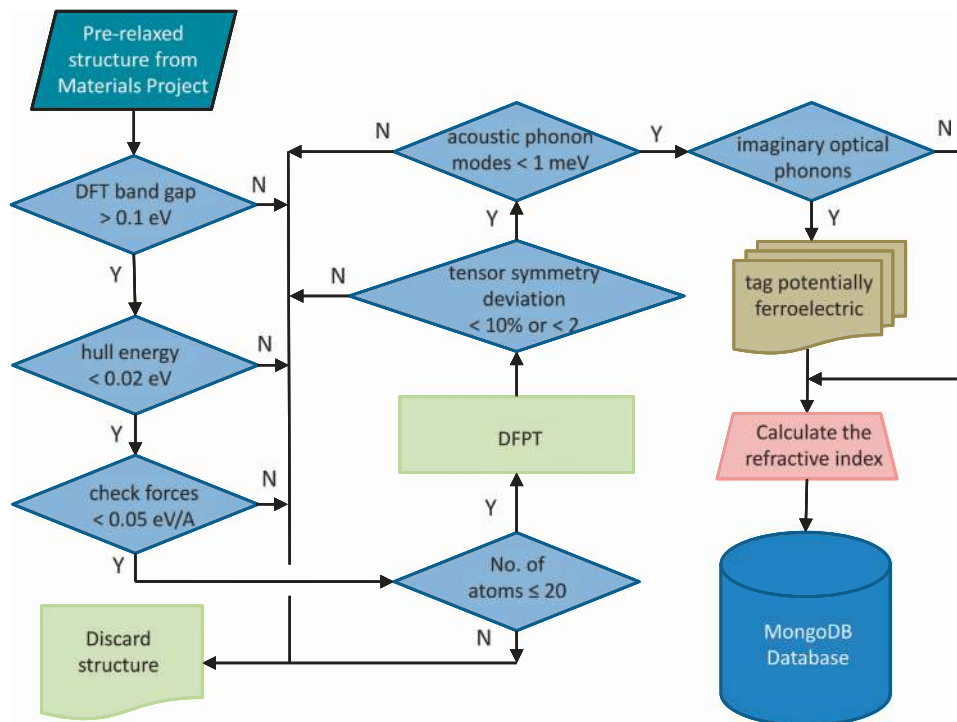 Pre-relaxed
structure from
Materials Project
DFT band gap
> 0.1 eV
N
Y
hull energy
< 0.02 eV
N
Y
check forces
< 0.05 eV/A
N
Y
No. of
atoms ≤ 20
N
Discard
structure
Y
DFPT
tensor symmetry
deviation
< 10% or < 2
N
Y
acoustic phonon
modes < 1 meV
N
Y
imaginary optical
phonons
N
Y
tag potentially
ferroelectric
Calculate the
refractive index
MongoDB
Database